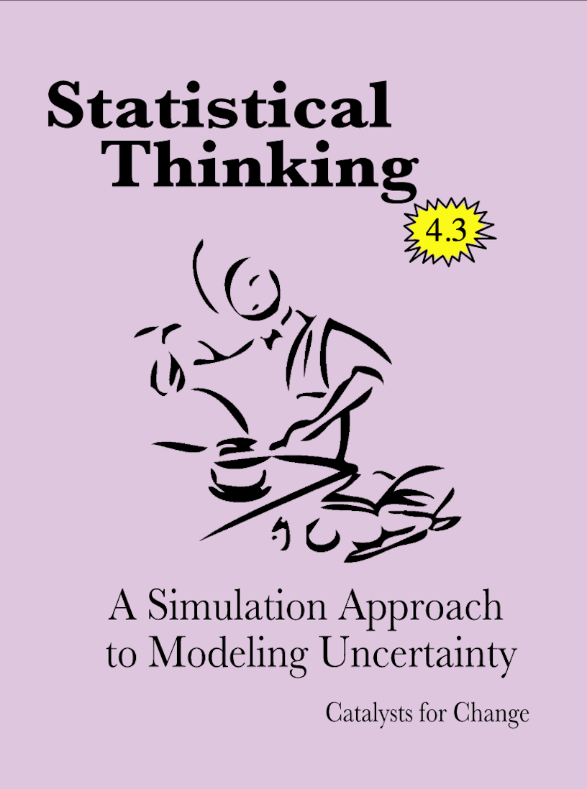 Statistical
Thinking
4.3
A Simulation Approach
to Modeling Uncertainty
Catalysts for Change